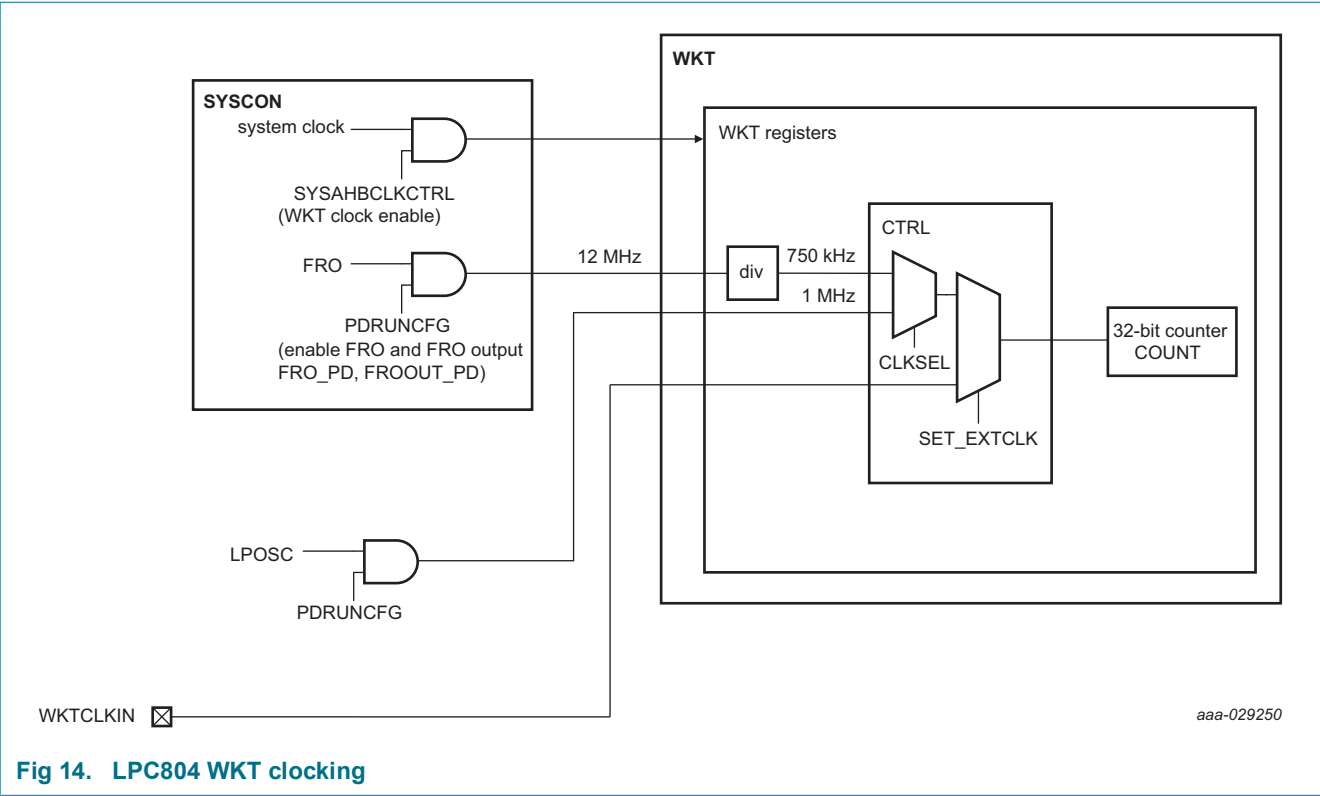 WKT
SYSCON
system clock
SYSAHBCLKCTRL
(WKT clock enable)
FRO
PDRUNCFG
(enable FRO and FRO output
FRO_PD, FROOUT_PD)
12 MHz
WKT registers
div
750 kHz
1 MHz
CTRL
CLKSEL
SET_EXTCLK
32-bit counter
COUNT
LPOSC
PDRUNCFG
WKTCLKIN
aaa-029250
Fig 14. LPC804 WKT clocking